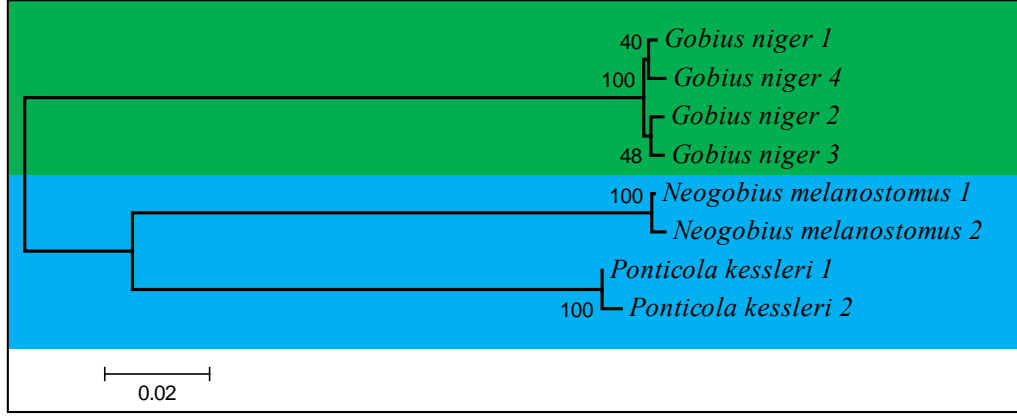 40
Gobius niger 1
100
Gobius niger 4
Gobius niger 2
48
Gobius niger 3
100
Neogobius melanostomus 1
Neogobius melanostomus 2
Ponticola kessleri 1
100
Ponticola kessleri 2
0.02